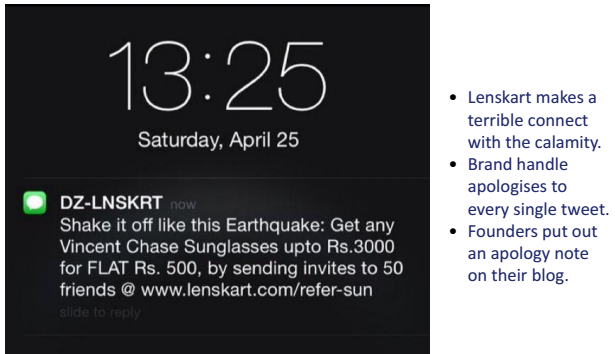 13:25
Saturday, April 25
DZ-LNSKRT now
Shake it off like this Earthquake: Get any
Vincent Chase Sunglasses upto Rs.3000
for FLAT Rs. 500, by sending invites to 50
friends @ www.lenskart.com/refer-sun
slide to reply
• Lenskart makes a
terrible connect
with the calamity.
• Brand handle
apologises to
every single tweet.
• Founders put out
an apology note
on their blog.